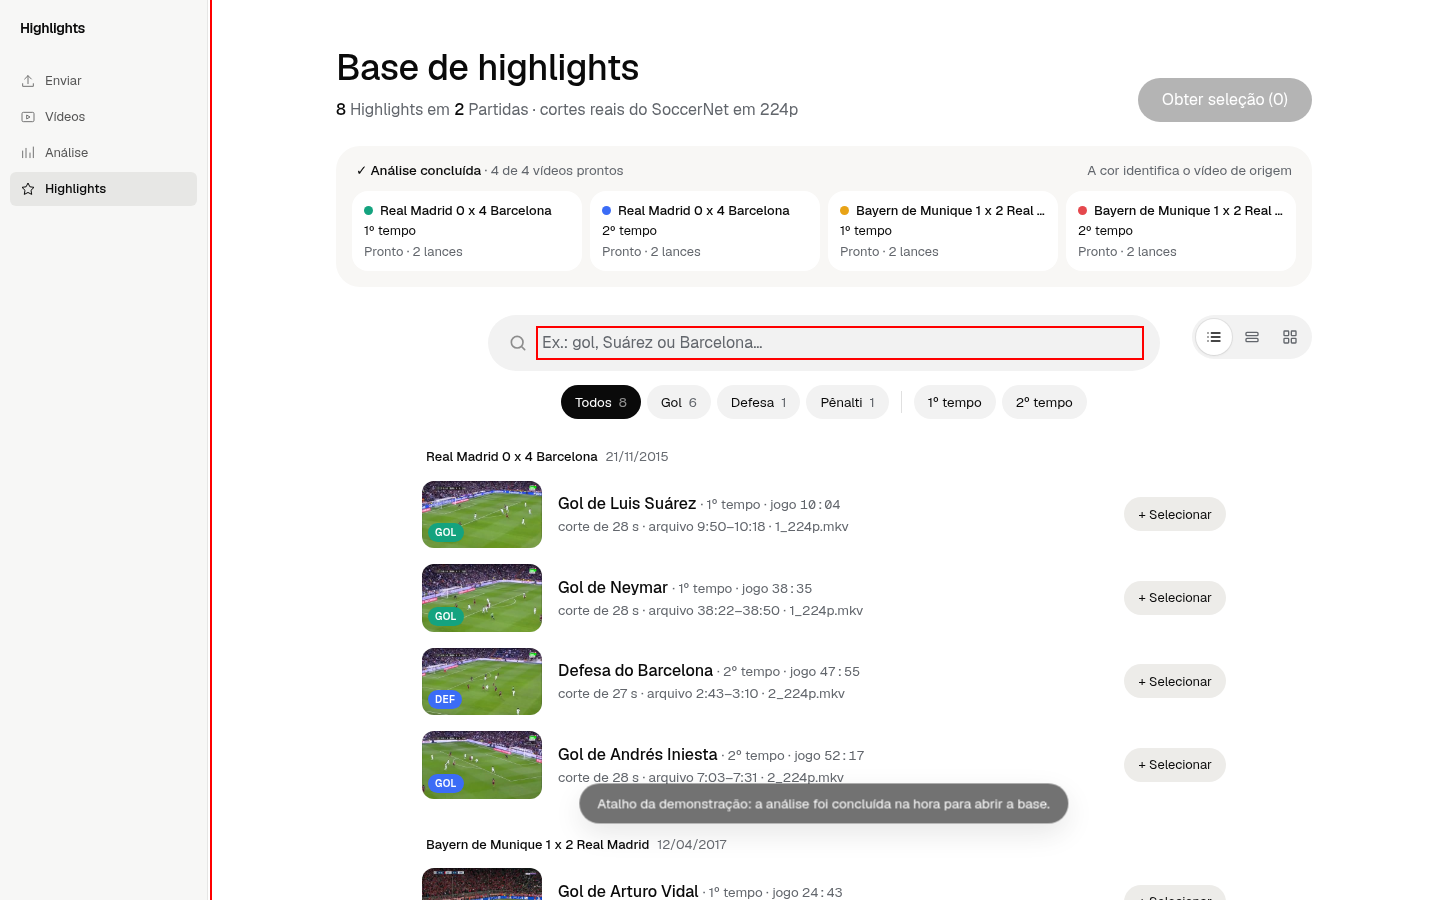 Highlights
Enviar
Vídeos
Análise
Highlights
Base de highlights
8 Highlights em 2 Partidas · cortes reais do SoccerNet em 224p
Obter seleção (0)
✓ Análise concluída · 4 de 4 vídeos prontos
A cor identifica o vídeo de origem
Real Madrid 0 x 4 Barcelona
1º tempo
Pronto · 2 lances
Real Madrid 0 x 4 Barcelona
2º tempo
Pronto · 2 lances
Bayern de Munique 1 x 2 Real ...
1º tempo
Pronto · 2 lances
Bayern de Munique 1 x 2 Real ...
2º tempo
Pronto · 2 lances
Ex.: gol, Suárez ou Barcelona...
Todos 8
Gol 6
Defesa 1
Pênalti 1
1º tempo
2º tempo
Real Madrid 0 x 4 Barcelona 21/11/2015
GOL
Gol de Luis Suárez · 1º tempo · jogo 10:04
corte de 28 s · arquivo 9:50–10:18 · 1_224p.mkv
+ Selecionar
GOL
Gol de Neymar · 1º tempo · jogo 38:35
corte de 28 s · arquivo 38:22–38:50 · 1_224p.mkv
+ Selecionar
DEF
Defesa do Barcelona · 2º tempo · jogo 47:55
corte de 27 s · arquivo 2:43–3:10 · 2_224p.mkv
+ Selecionar
GOL
Gol de Andrés Iniesta · 2º tempo · jogo 52:17
corte de 28 s · arquivo 7:03–7:31 · 2_224p.mkv
+ Selecionar
Atalho da demonstração: a análise foi concluída na hora para abrir a base.
Bayern de Munique 1 x 2 Real Madrid 12/04/2017
Gol de Arturo Vidal · 1º tempo · jogo 24:43